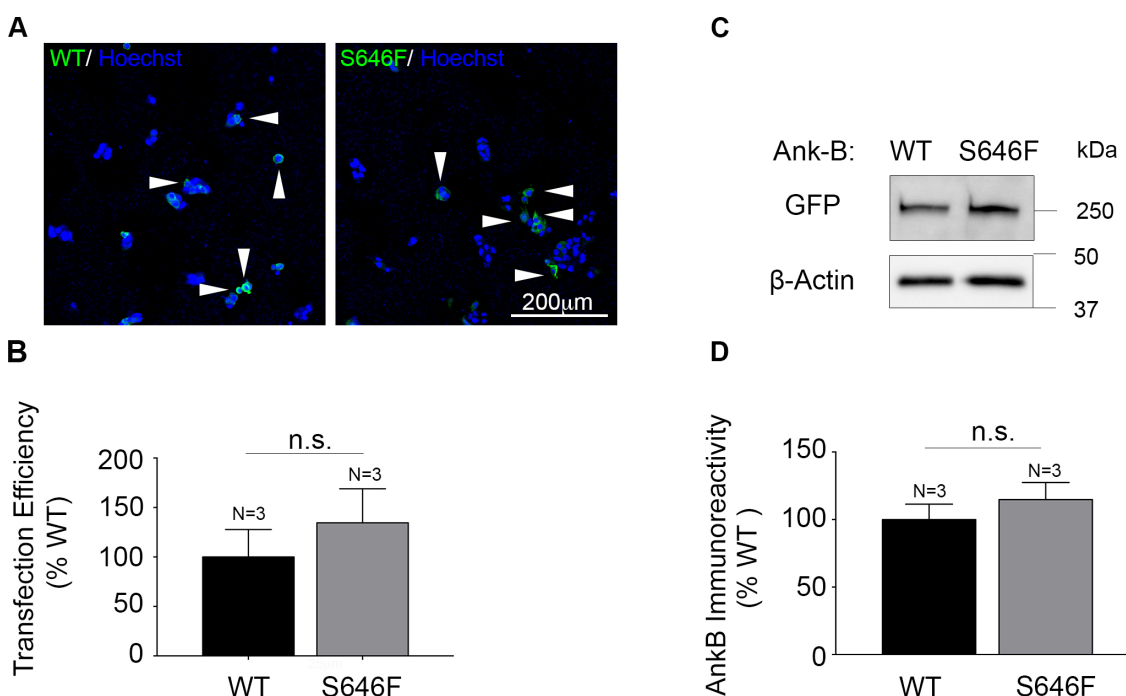 A
WT/ Hoechst
S646F/ Hoechst
200μm
B
Transfection Efficiency
(% WT)
200
150
100
50
0
n.s.
N=3
N=3
WT
S646F
C
Ank-B: WT S646F kDa
GFP
250
50
β-Actin
37
D
AnkB Immunoreactivity
(% WT )
150
100
50
0
n.s.
N=3
N=3
WT
S646F